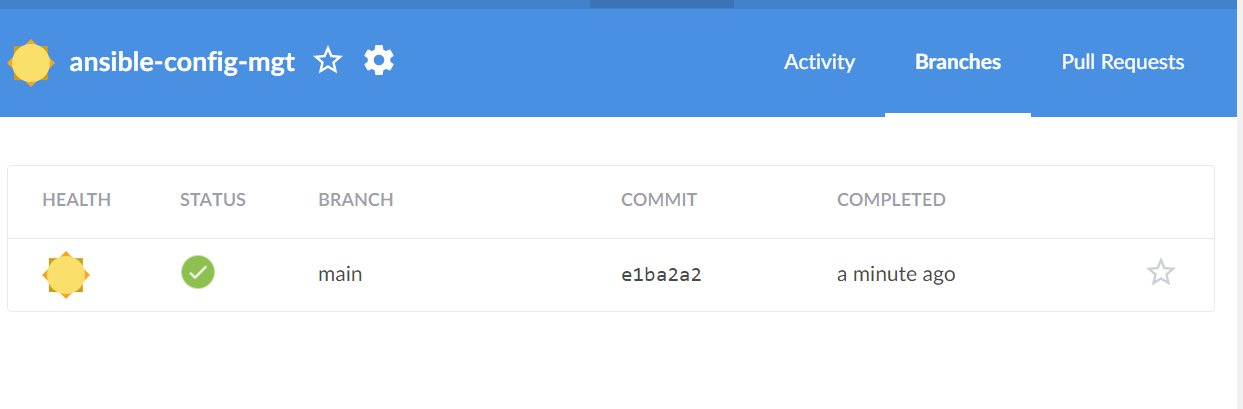 ansible-config-mgt Activity Branches Pull Requests
HEALTH STATUS BRANCH COMMIT COMPLETED
main e1ba2a2 a minute ago